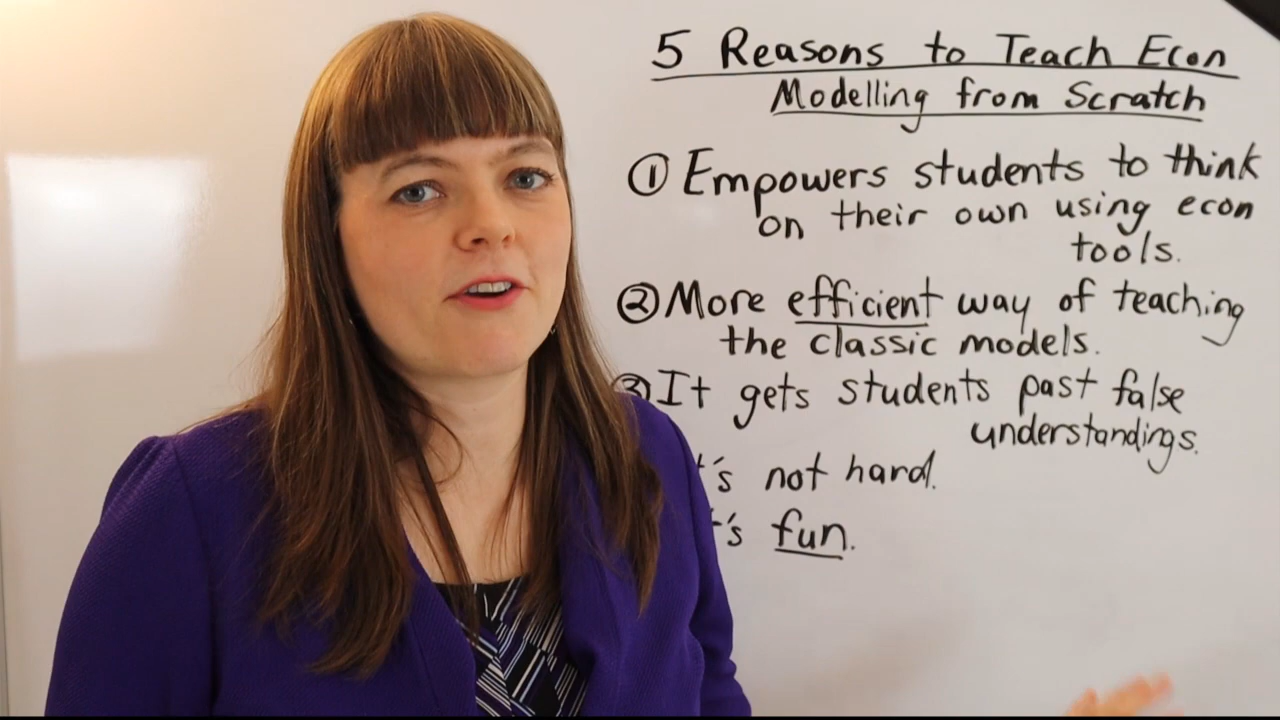 5 Reasons to Teach Econ
Modelling from Scratch
① Empowers students to think
on their own using econ
tools.
② More efficient way of teaching
the classic models.
③ It gets students past false
understandings.
t's not hard.
t's fun.